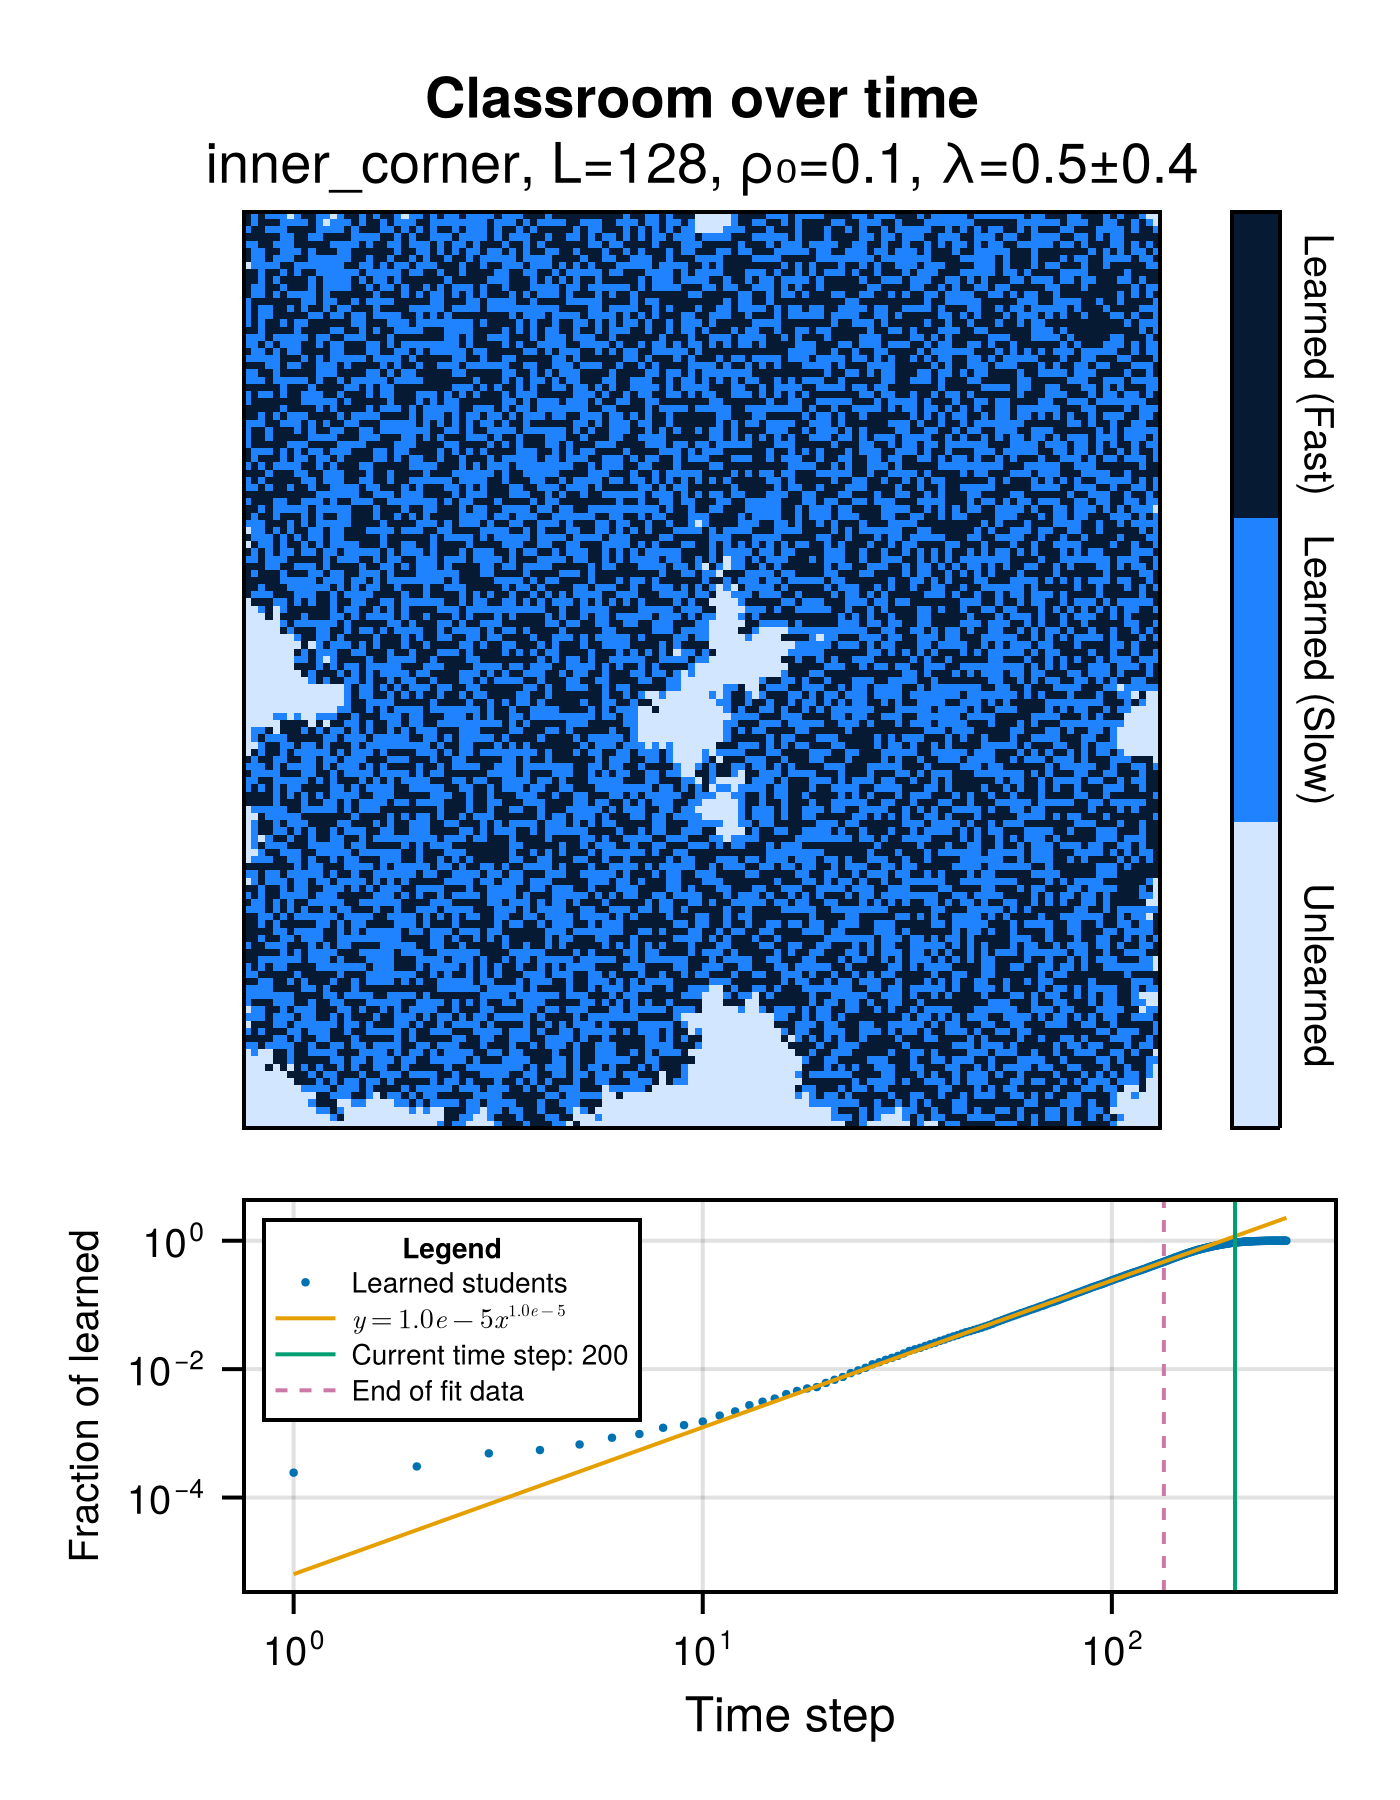 Classroom over time
inner_corner, L=128, ρ₀=0.1, λ=0.5±0.4
Learned (Fast)
Learned (Slow)
Unlearned
Fraction of learned
10⁰
10⁻²
10⁻⁴
Legend
Learned students
y = 1.0e − 5x^{1.0e−5}
Current time step: 200
End of fit data
10⁰ 10¹ 10²
Time step